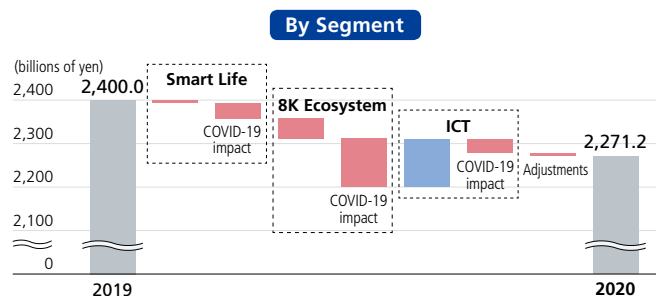 By Segment
(billions of yen)
2,400.0
Smart Life
8K Ecosystem
ICT
2,271.2
2,400
2,300
2,200
2,100
0
COVID-19
impact
COVID-19
impact
COVID-19
impact
Adjustments
2019
2020